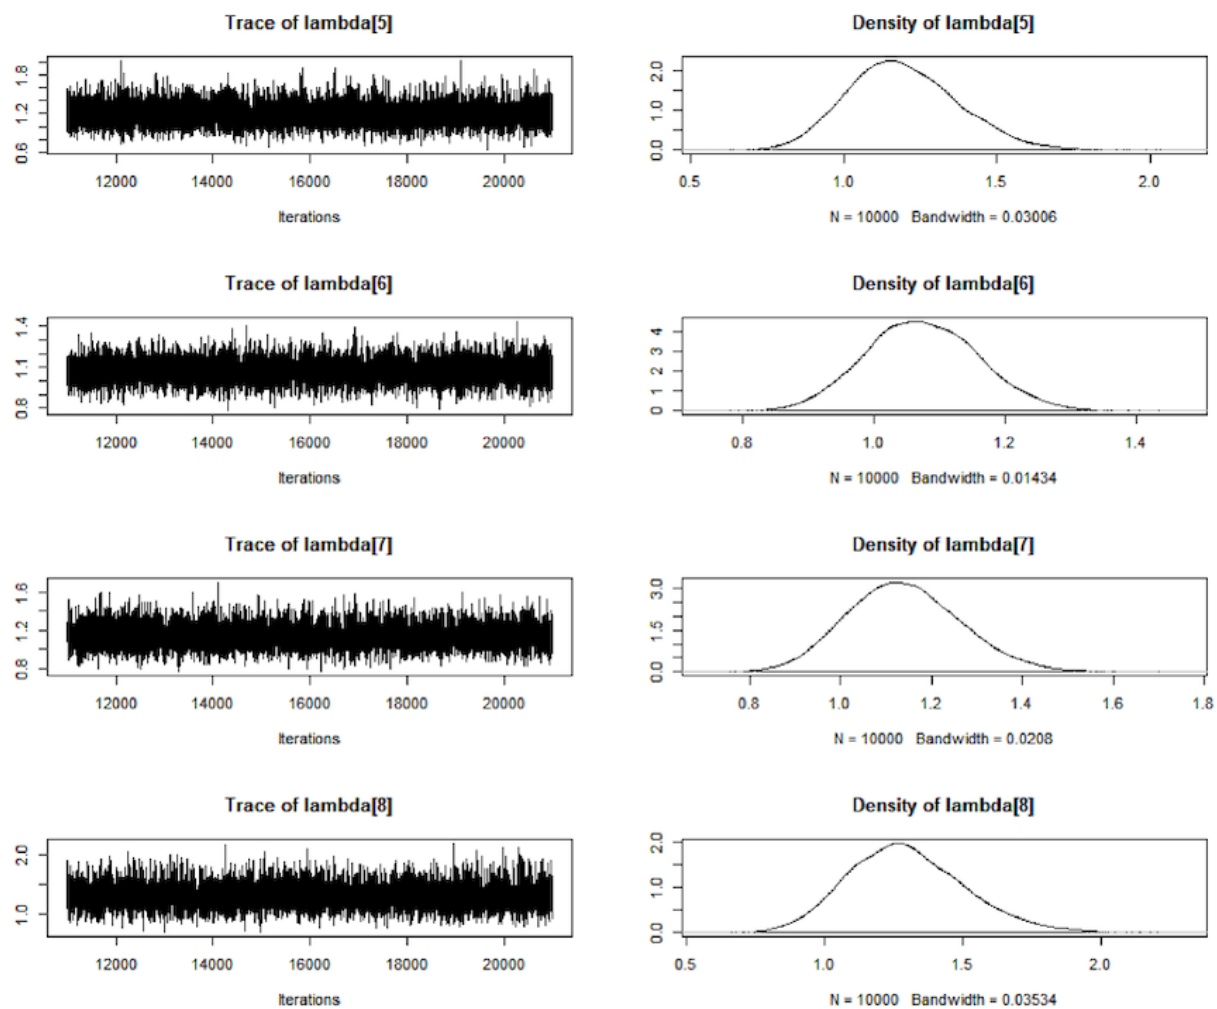 Trace of lambda[5]
Density of lambda[5]
0.6 1.2 1.8
12000 14000 16000 18000 20000
Iterations
0.0 1.0 2.0
0.5 1.0 1.5 2.0
N = 10000 Bandwidth = 0.03006
Trace of lambda[6]
Density of lambda[6]
0.8 1.1 1.4
12000 14000 16000 18000 20000
Iterations
0 1 2 3 4
0.8 1.0 1.2 1.4
N = 10000 Bandwidth = 0.01434
Trace of lambda[7]
Density of lambda[7]
0.8 1.2 1.6
12000 14000 16000 18000 20000
Iterations
0.0 1.5 3.0
0.8 1.0 1.2 1.4 1.6 1.8
N = 10000 Bandwidth = 0.0208
Trace of lambda[8]
Density of lambda[8]
1.0 2.0
12000 14000 16000 18000 20000
Iterations
0.0 1.0 2.0
0.5 1.0 1.5 2.0
N = 10000 Bandwidth = 0.03534